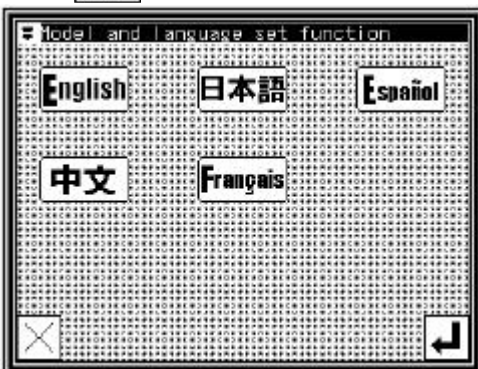 Model and language set function
English 日本語 Español
中文 Français